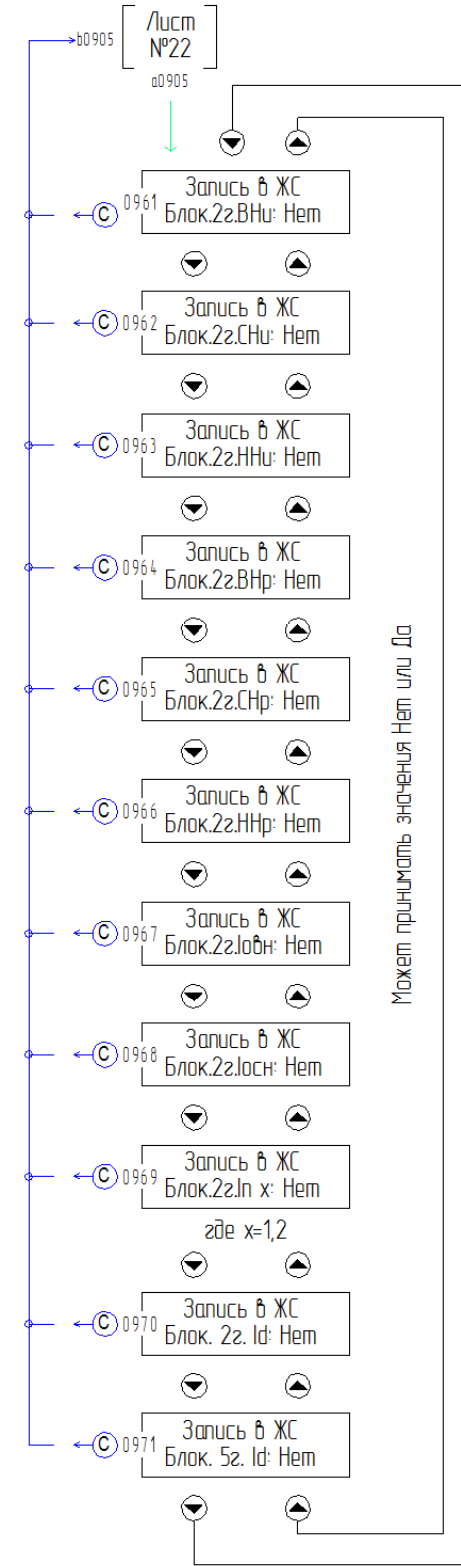 b0905
Лист
№22
a0905
0961
Запись в ЖС
Блок.2г.ВНи: Нет
C
0962
Запись в ЖС
Блок.2г.СНи: Нет
C
0963
Запись в ЖС
Блок.2г.ННи: Нет
C
0964
Запись в ЖС
Блок.2г.ВНр: Нет
C
0965
Запись в ЖС
Блок.2г.СНр: Нет
C
0966
Запись в ЖС
Блок.2г.ННр: Нет
C
0967
Запись в ЖС
Блок.2г.Iовн: Нет
C
0968
Запись в ЖС
Блок.2г.Iосн: Нет
C
0969
Запись в ЖС
Блок.2г.In x: Нет
C
где x=1,2
0970
Запись в ЖС
Блок. 2г. Id: Нет
C
0971
Запись в ЖС
Блок. 5г. Id: Нет
C
Может принимать значения Нет или Да